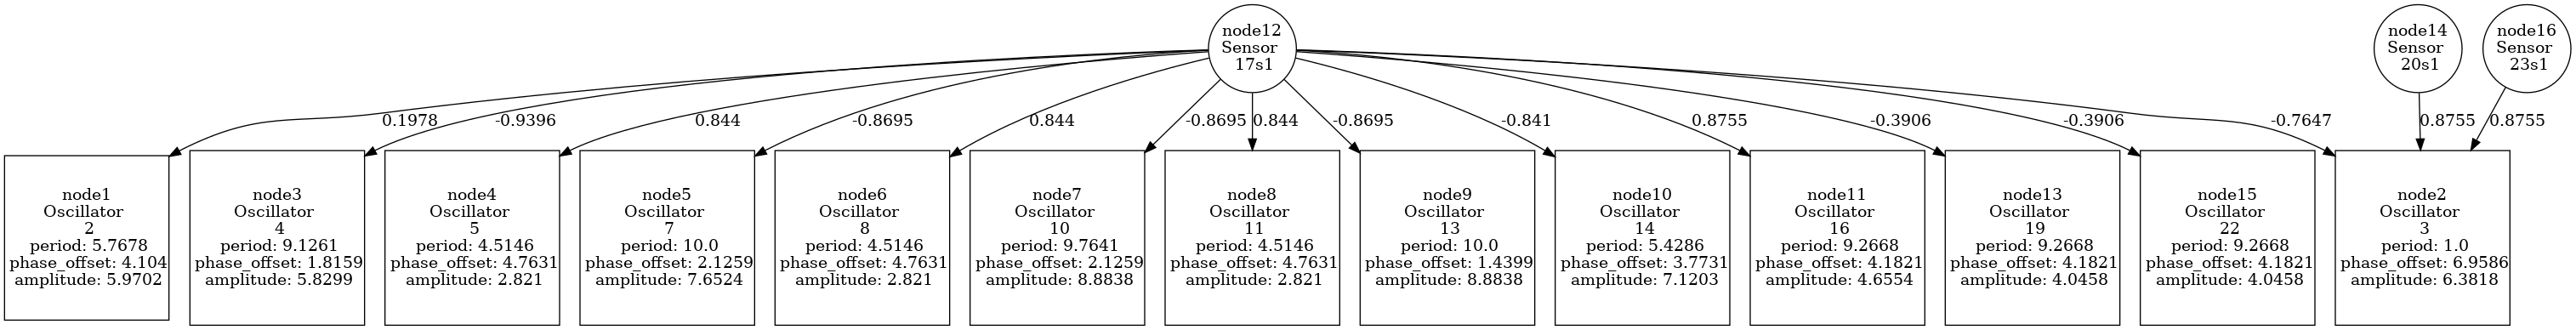 node12
Sensor
17s1
node14
Sensor
20s1
node16
Sensor
23s1
0.1978
-0.9396
0.844
-0.8695
0.844
-0.8695
0.844
-0.8695
-0.841
0.8755
-0.3906
-0.3906
-0.7647
0.8755
0.8755
node1
Oscillator
2
period: 5.7678
phase_offset: 4.104
amplitude: 5.9702
node3
Oscillator
4
period: 9.1261
phase_offset: 1.8159
amplitude: 5.8299
node4
Oscillator
5
period: 4.5146
phase_offset: 4.7631
amplitude: 2.821
node5
Oscillator
7
period: 10.0
phase_offset: 2.1259
amplitude: 7.6524
node6
Oscillator
8
period: 4.5146
phase_offset: 4.7631
amplitude: 2.821
node7
Oscillator
10
period: 9.7641
phase_offset: 2.1259
amplitude: 8.8838
node8
Oscillator
11
period: 4.5146
phase_offset: 4.7631
amplitude: 2.821
node9
Oscillator
13
period: 10.0
phase_offset: 1.4399
amplitude: 8.8838
node10
Oscillator
14
period: 5.4286
phase_offset: 3.7731
amplitude: 7.1203
node11
Oscillator
16
period: 9.2668
phase_offset: 4.1821
amplitude: 4.6554
node13
Oscillator
19
period: 9.2668
phase_offset: 4.1821
amplitude: 4.0458
node15
Oscillator
22
period: 9.2668
phase_offset: 4.1821
amplitude: 4.0458
node2
Oscillator
3
period: 1.0
phase_offset: 6.9586
amplitude: 6.3818